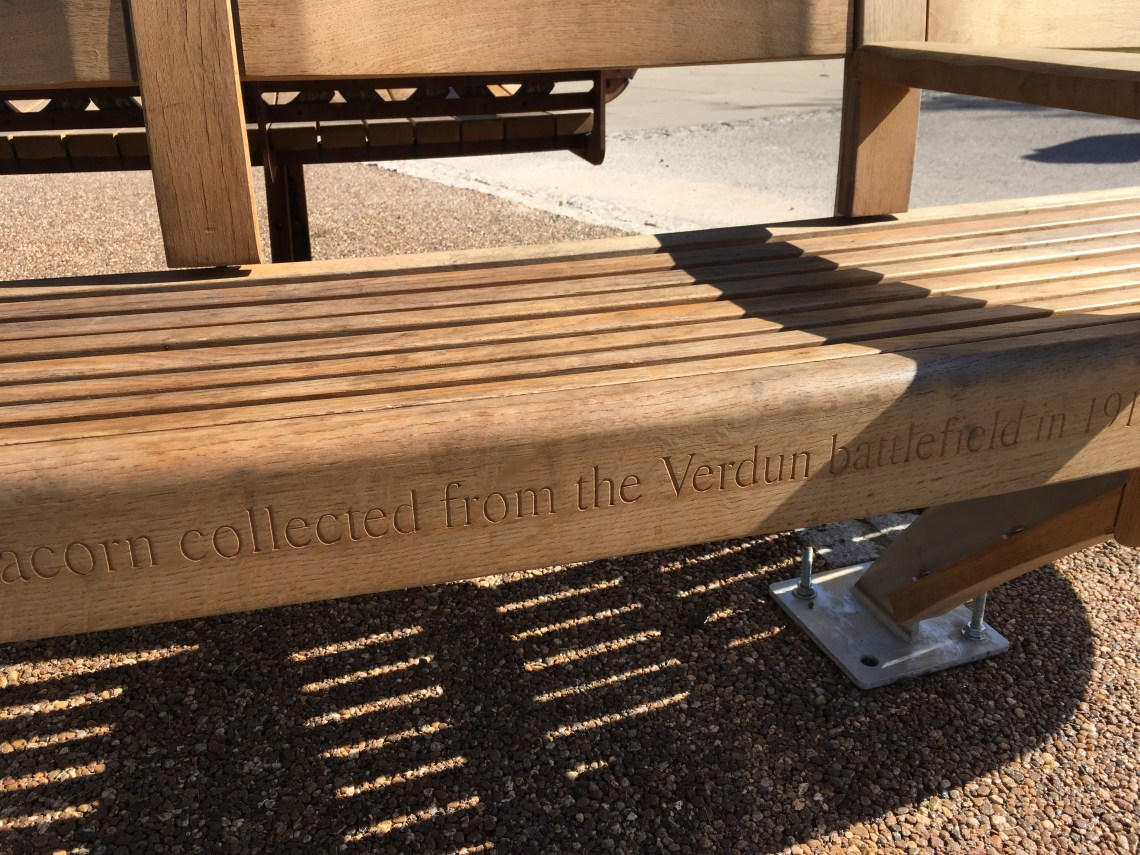 acorn collected from the Verdun battlefield in 191